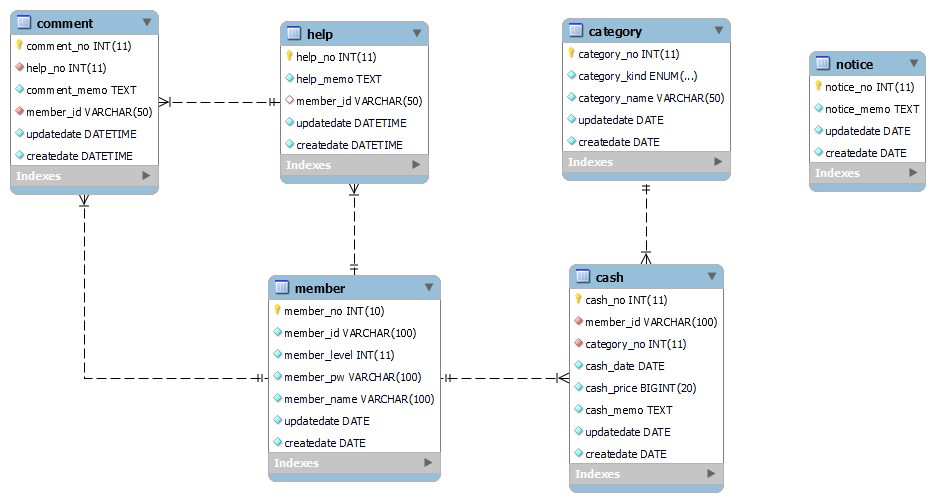 comment
comment_no INT(11)
help_no INT(11)
comment_memo TEXT
member_id VARCHAR(50)
updatedate DATETIME
createdate DATETIME
Indexes
help
help_no INT(11)
help_memo TEXT
member_id VARCHAR(50)
updatedate DATETIME
createdate DATETIME
Indexes
category
category_no INT(11)
category_kind ENUM(...)
category_name VARCHAR(50)
updatedate DATE
createdate DATE
Indexes
notice
notice_no INT(11)
notice_memo TEXT
updatedate DATE
createdate DATE
Indexes
member
member_no INT(10)
member_id VARCHAR(100)
member_level INT(11)
member_pw VARCHAR(100)
member_name VARCHAR(100)
updatedate DATE
createdate DATE
Indexes
cash
cash_no INT(11)
member_id VARCHAR(100)
category_no INT(11)
cash_date DATE
cash_price BIGINT(20)
cash_memo TEXT
updatedate DATE
createdate DATE
Indexes